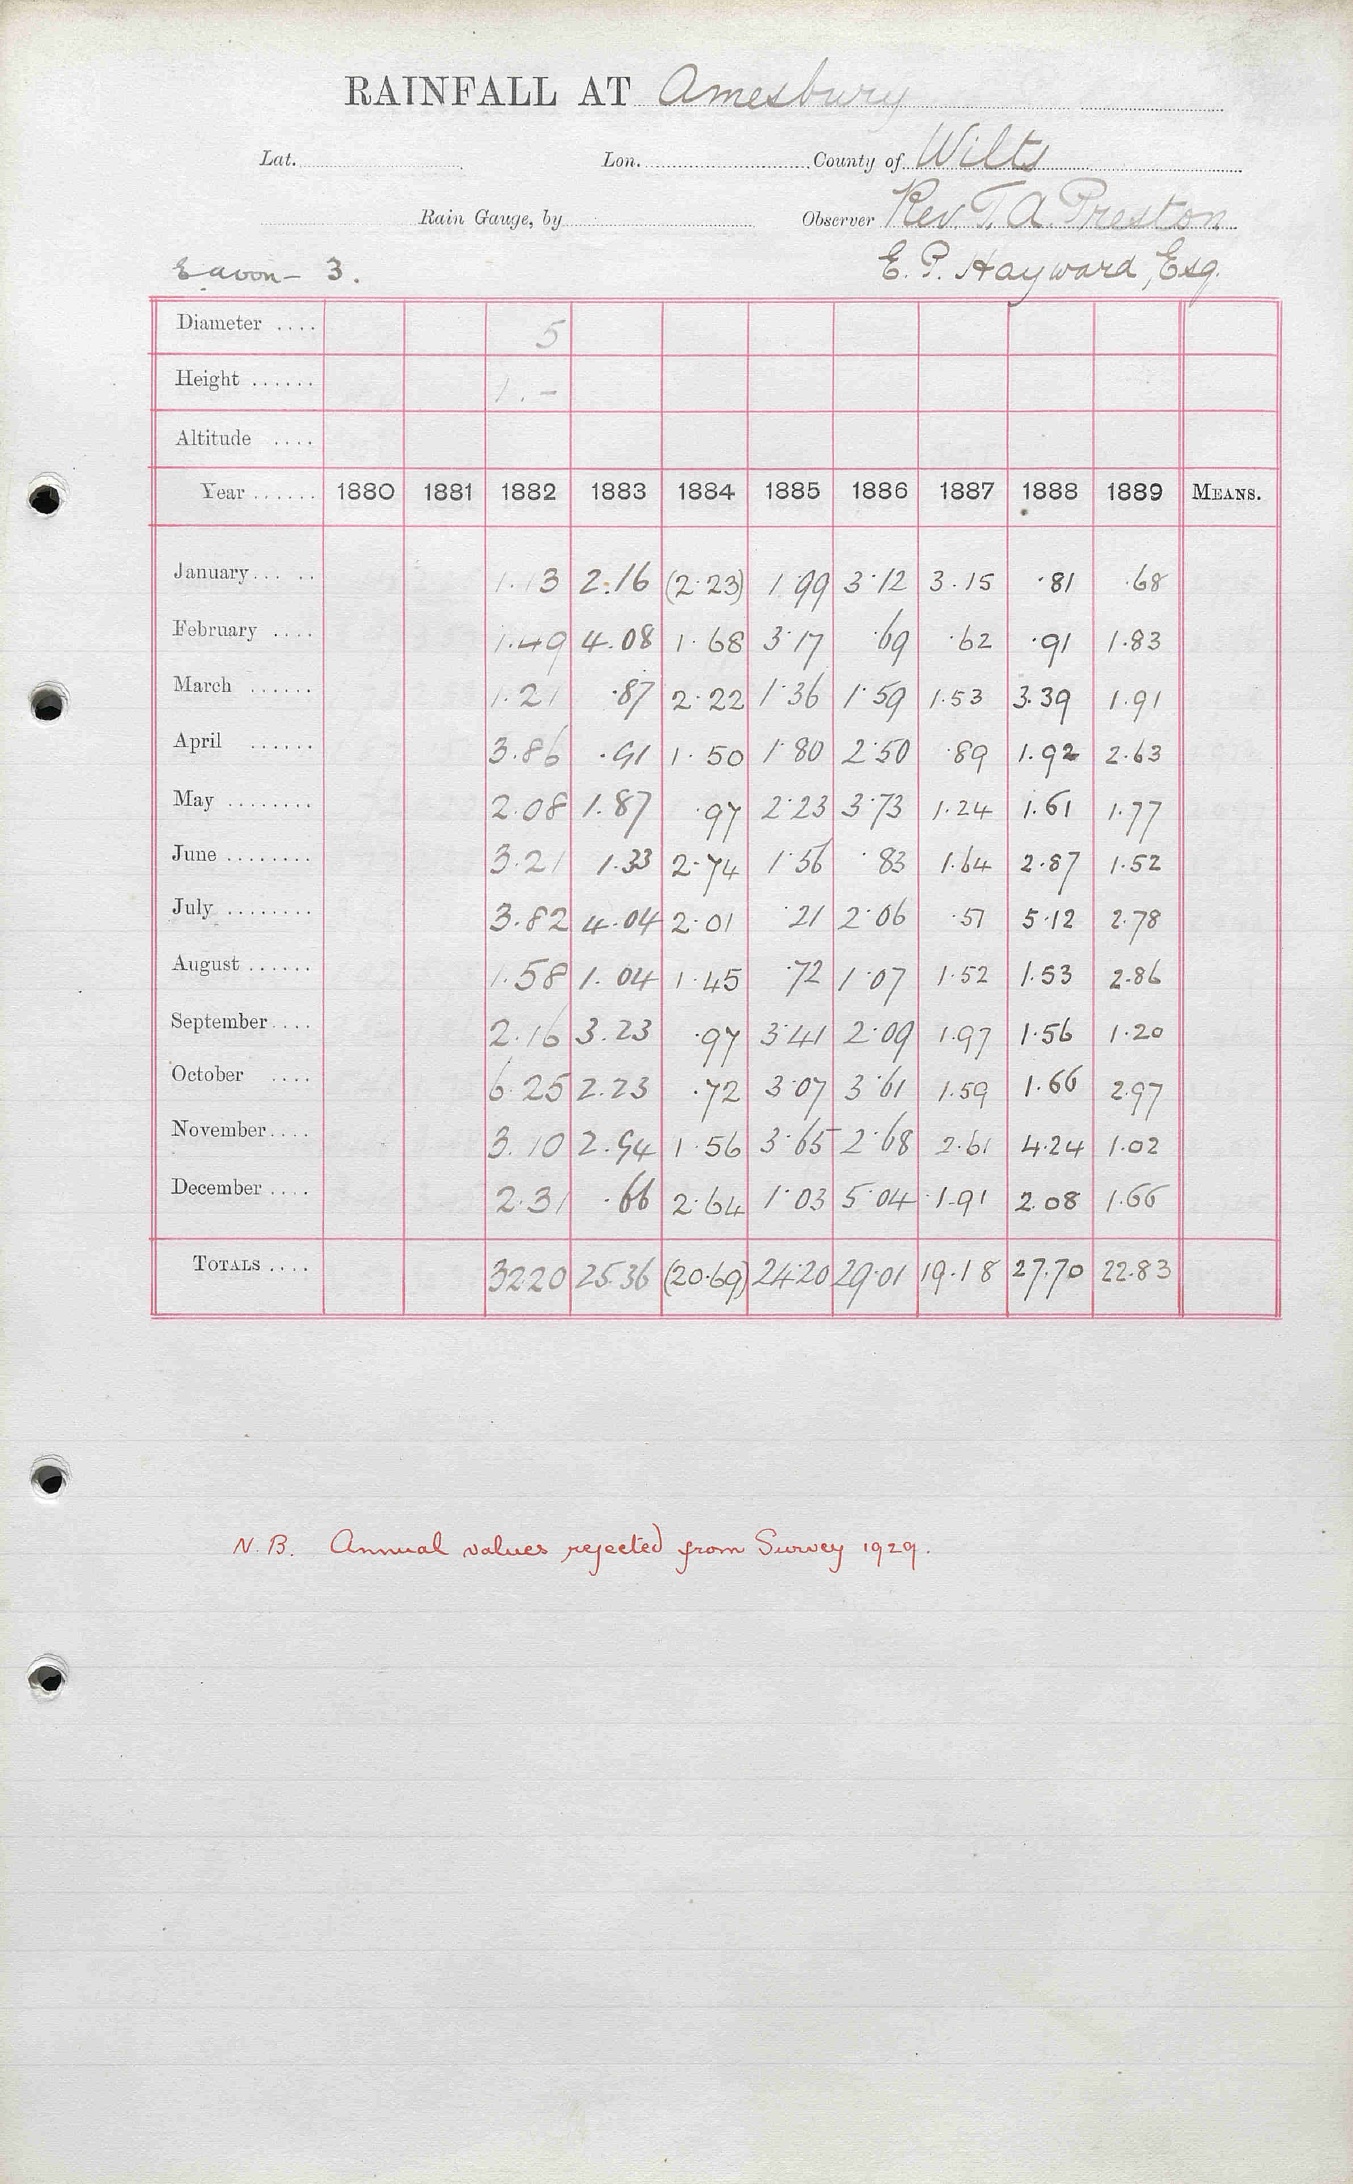 RAINFALL AT Amesbury
Lat. Lon. County of Wilts
Rain Gauge, by Observer Rev. T. A. Preston
E avon - 3. E. P. Hayward, Esq.
Diameter .... 5
Height ...... 1. -
Altitude ....
Year ...... 1880 1881 1882 1883 1884 1885 1886 1887 1888 1889 MEANS.
January... .. 1.13 2.16 (2.23) 1.99 3.12 3.15 .81 .68
February .... 1.49 4.08 1.68 3.17 .69 .62 .91 1.83
March ...... 1.21 .87 2.22 1.36 1.59 1.53 3.39 1.91
April ...... 3.86 .91 1.50 1.80 2.50 .89 1.92 2.63
May ........ 2.08 1.87 .97 2.23 3.73 1.24 1.61 1.77
June ........ 3.21 1.33 2.74 1.56 .83 1.64 2.87 1.52
July ........ 3.82 4.04 2.01 .21 2.06 .51 5.12 2.78
August ...... 1.58 1.04 1.45 .72 1.07 1.52 1.53 2.86
September.... 2.16 3.23 .97 3.41 2.09 1.97 1.56 1.20
October .... 6.25 2.23 .72 3.07 3.61 1.59 1.66 2.97
November.... 3.10 2.94 1.56 3.65 2.68 2.61 4.24 1.02
December .... 2.31 .66 2.64 1.03 5.04 1.91 2.08 1.66
TOTALS .... 32.20 25.36 (20.69) 24.20 29.01 19.18 27.70 22.83
N.B. Annual values rejected from Survey 1929.